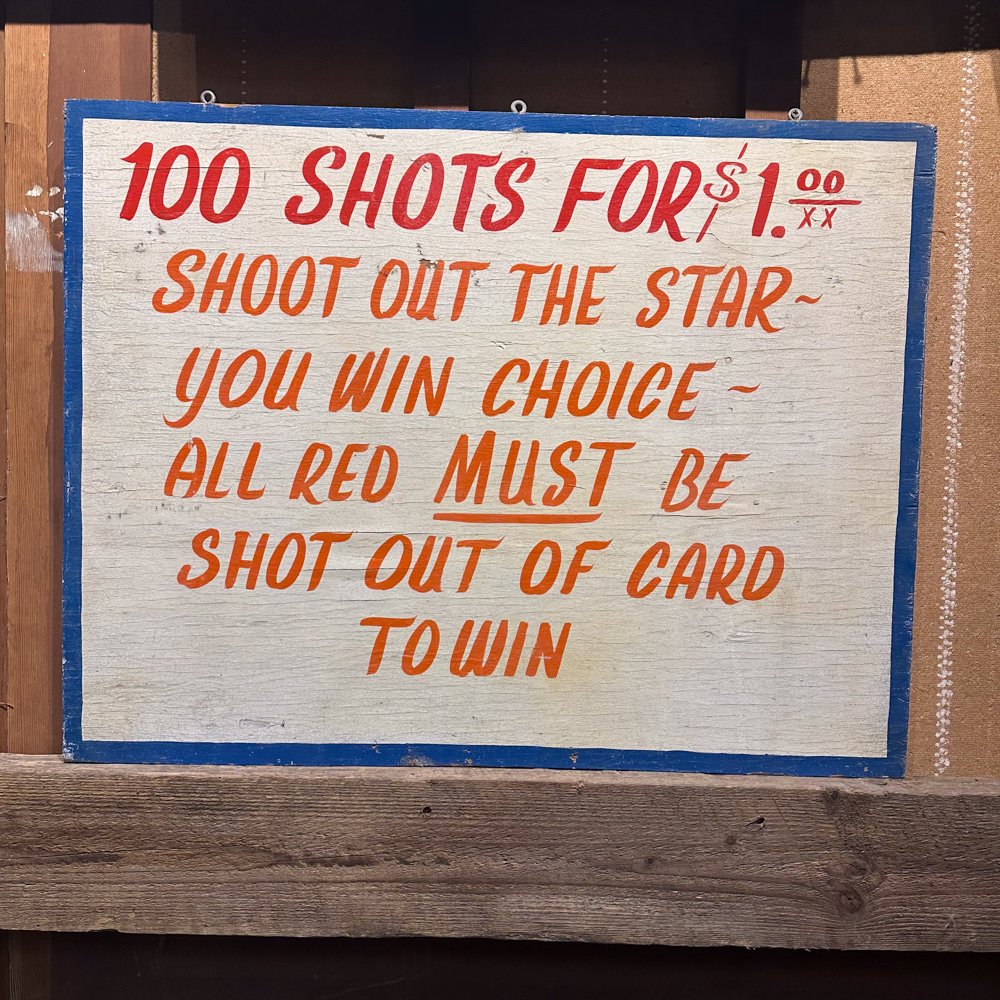 100 SHOTS FOR $1.00/xx
SHOOT OUT THE STAR~
YOU WIN CHOICE~
ALL RED MUST BE
SHOT OUT OF CARD
TO WIN